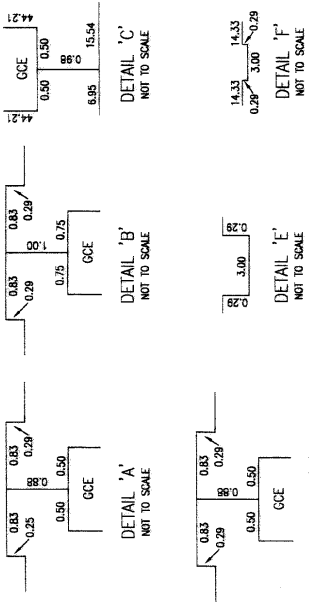 0.83 0.83
0.25 0.29
0.88
0.50 0.50
GCE
DETAIL 'A'
NOT TO SCALE
0.83 0.83
0.29 0.29
1.00
0.75 0.75
GCE
DETAIL 'B'
NOT TO SCALE
44.21 44.21
GCE
0.50 0.50
0.98
6.95 15.54
DETAIL 'C'
NOT TO SCALE
0.83 0.83
0.29 0.29
0.88
0.50 0.50
GCE
0.29 0.29
3.00
DETAIL 'E'
NOT TO SCALE
14.33 14.33
0.29 0.29
3.00
DETAIL 'F'
NOT TO SCALE